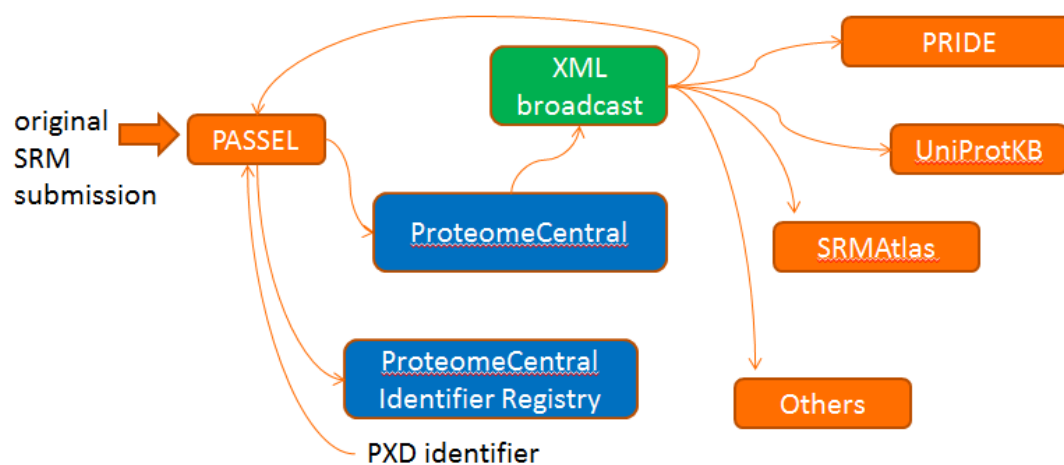 PRIDE
XML
broadcast
original
SRM
submission
PASSEL
UniProtKB
ProteomeCentral
SRMAtlas
ProteomeCentral
Identifier Registry
Others
PXD identifier